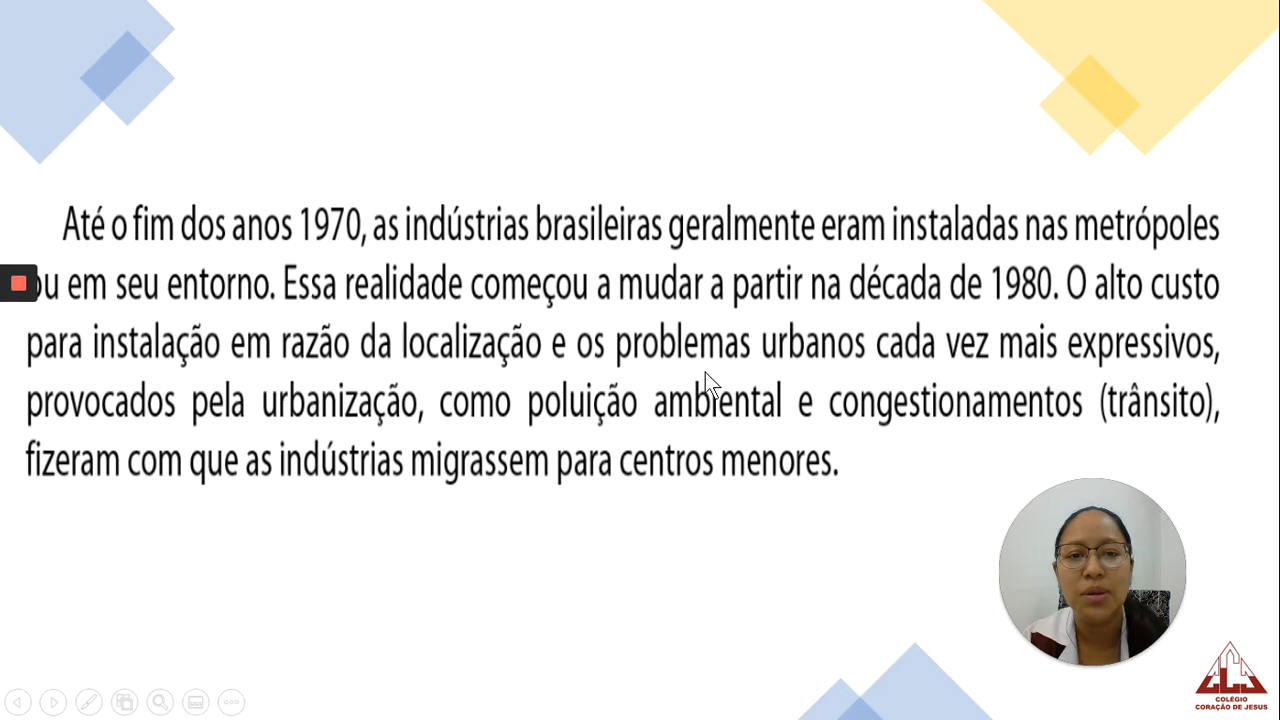 Até o fim dos anos 1970, as indústrias brasileiras geralmente eram instaladas nas metrópoles
ou em seu entorno. Essa realidade começou a mudar a partir na década de 1980. O alto custo
para instalação em razão da localização e os problemas urbanos cada vez mais expressivos,
provocados pela urbanização, como poluição ambiental e congestionamentos (trânsito),
fizeram com que as indústrias migrassem para centros menores.
CCJ
COLÉGIO
CORAÇÃO DE JESUS